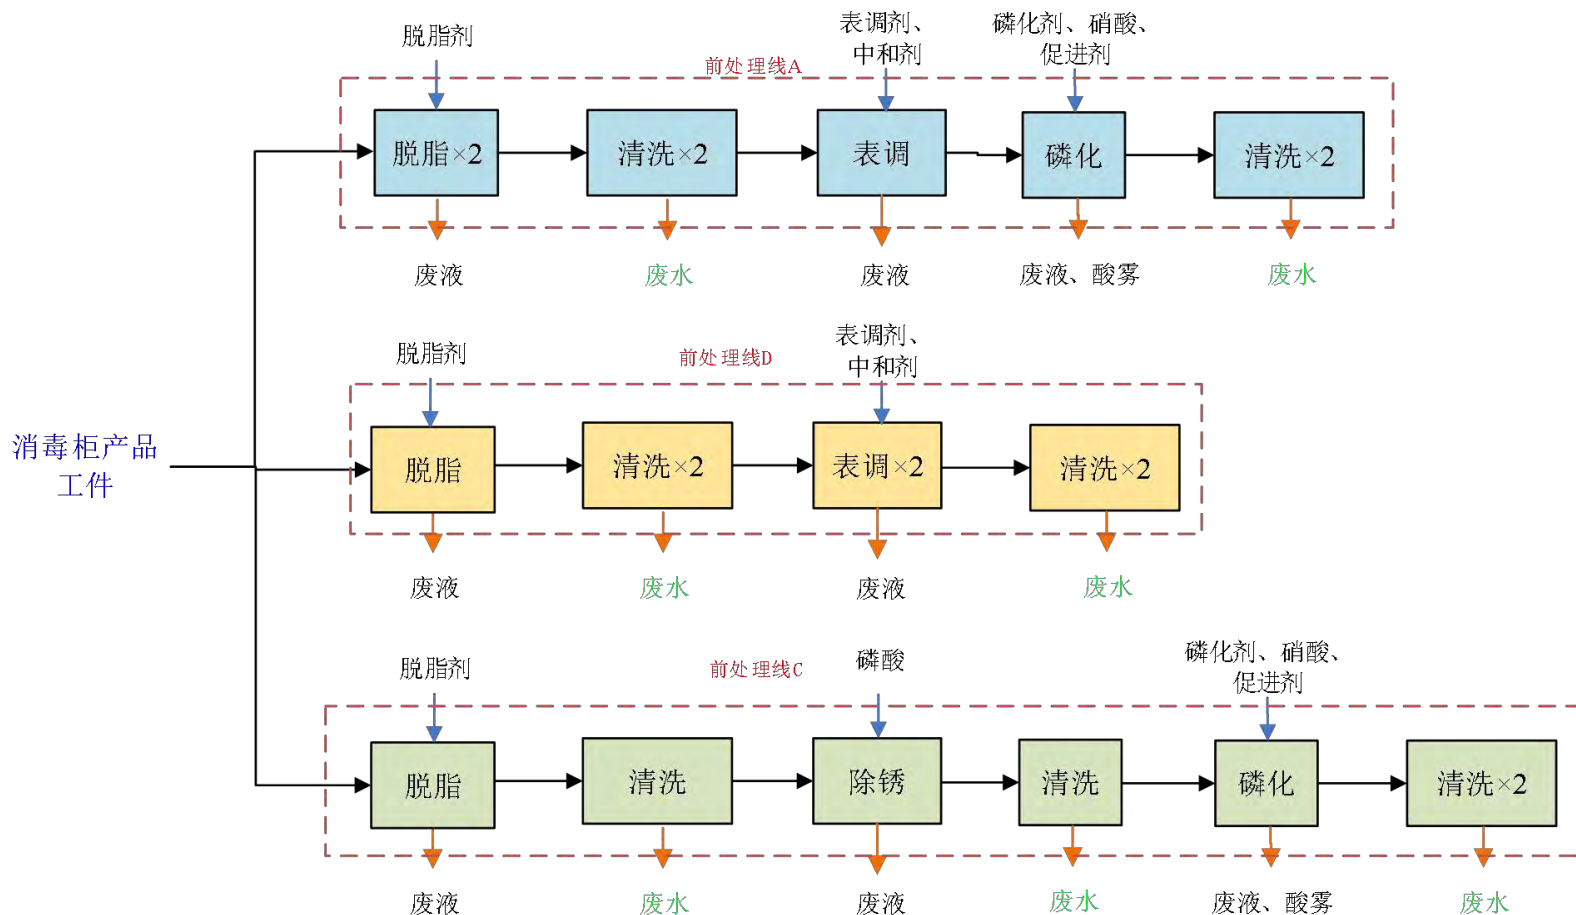 脱脂剂
表调剂、
中和剂
磷化剂、硝酸、
促进剂
前处理线A
脱脂×2
清洗×2
表调
磷化
清洗×2
废液
废水
废液
废液、酸雾
废水
脱脂剂
前处理线D
表调剂、
中和剂
消毒柜产品
工件
脱脂
清洗×2
表调×2
清洗×2
废液
废水
废液
废水
脱脂剂
前处理线C
磷酸
磷化剂、硝酸、
促进剂
脱脂
清洗
除锈
清洗
磷化
清洗×2
废液
废水
废液
废水
废液、酸雾
废水